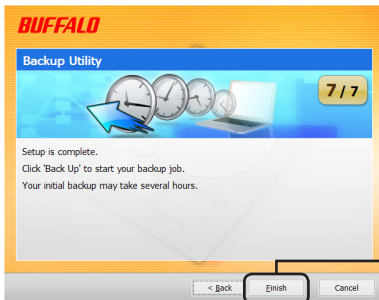 BUFFALO
Backup Utility
7 / 7
Setup is complete.
Click 'Back Up' to start your backup job.
Your initial backup may take several hours.
< Back
Finish
Cancel